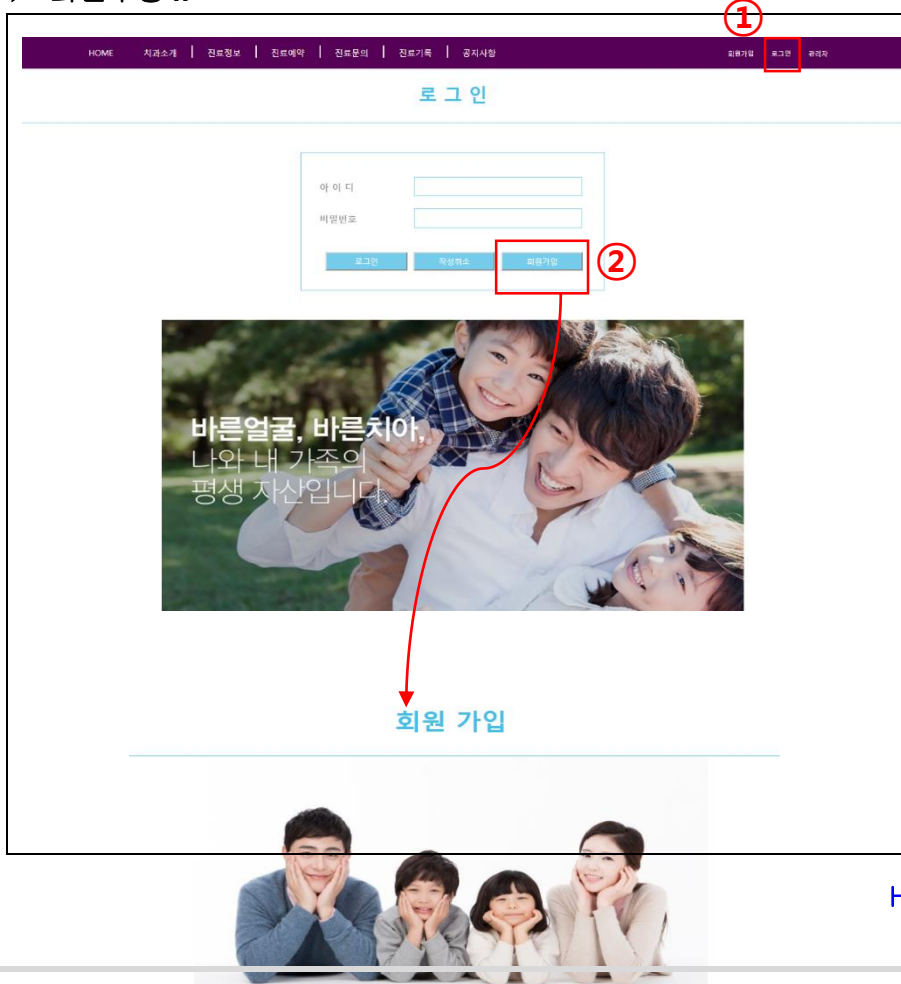 ①
HOME 치과소개 | 진료정보 | 진료예약 | 진료문의 | 진료기록 | 공지사항 회원가입 로그인 관리자
로 그 인
아 이 디
비밀번호
로그인 작성취소 회원가입 ②
바른얼굴, 바른치아,
나와 내 가족의
평생 자산입니다.
회원 가입